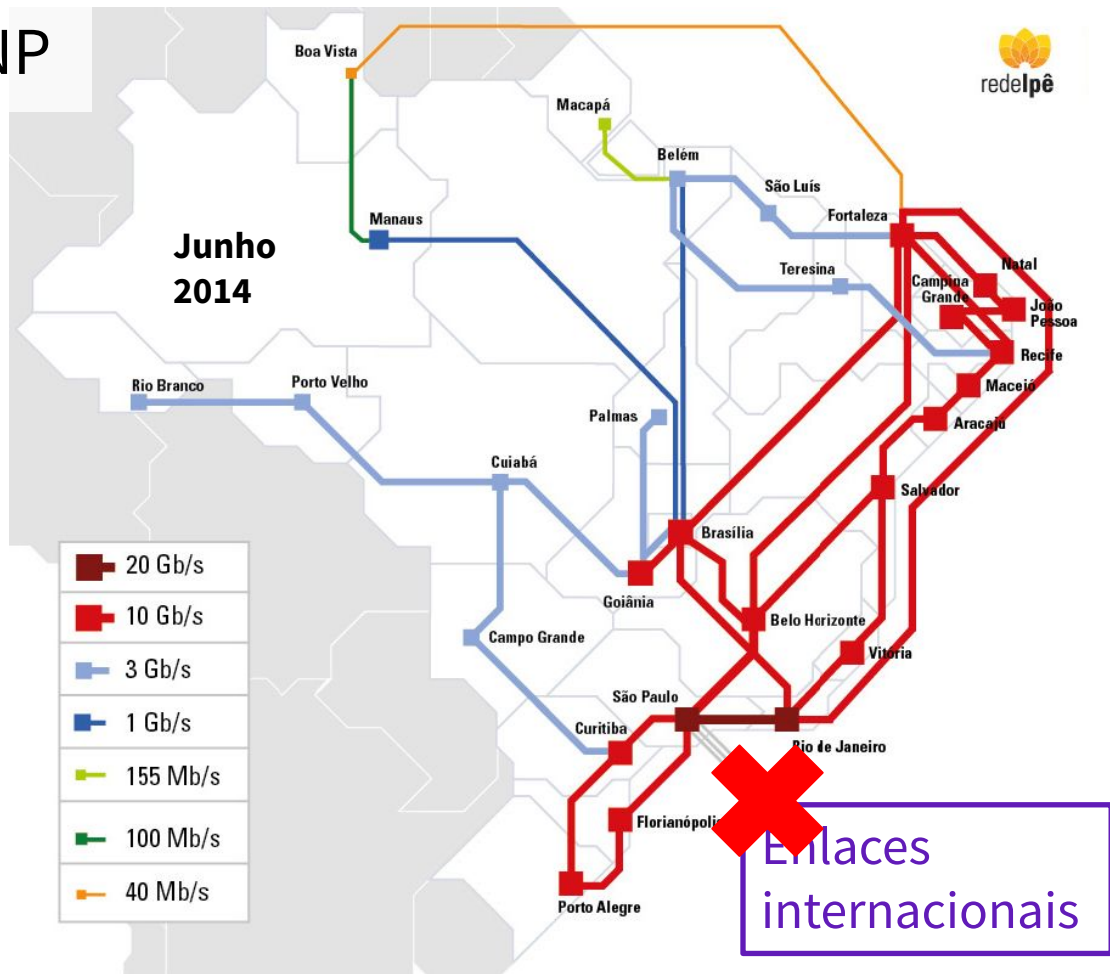 NP
redeIpê
Boa Vista
Macapá
Belém
São Luís
Fortaleza
Manaus
Junho
2014
Teresina
Natal
Campina
Grande
João
Pessoa
Recife
Rio Branco
Porto Velho
Maceió
Palmas
Aracajú
Cuiabá
Salvador
Brasília
20 Gb/s
10 Gb/s
3 Gb/s
1 Gb/s
155 Mb/s
100 Mb/s
40 Mb/s
Goiânia
Belo Horizonte
Campo Grande
Vitória
São Paulo
Curitiba
Rio de Janeiro
Florianópolis
Porto Alegre
Enlaces
internacionais